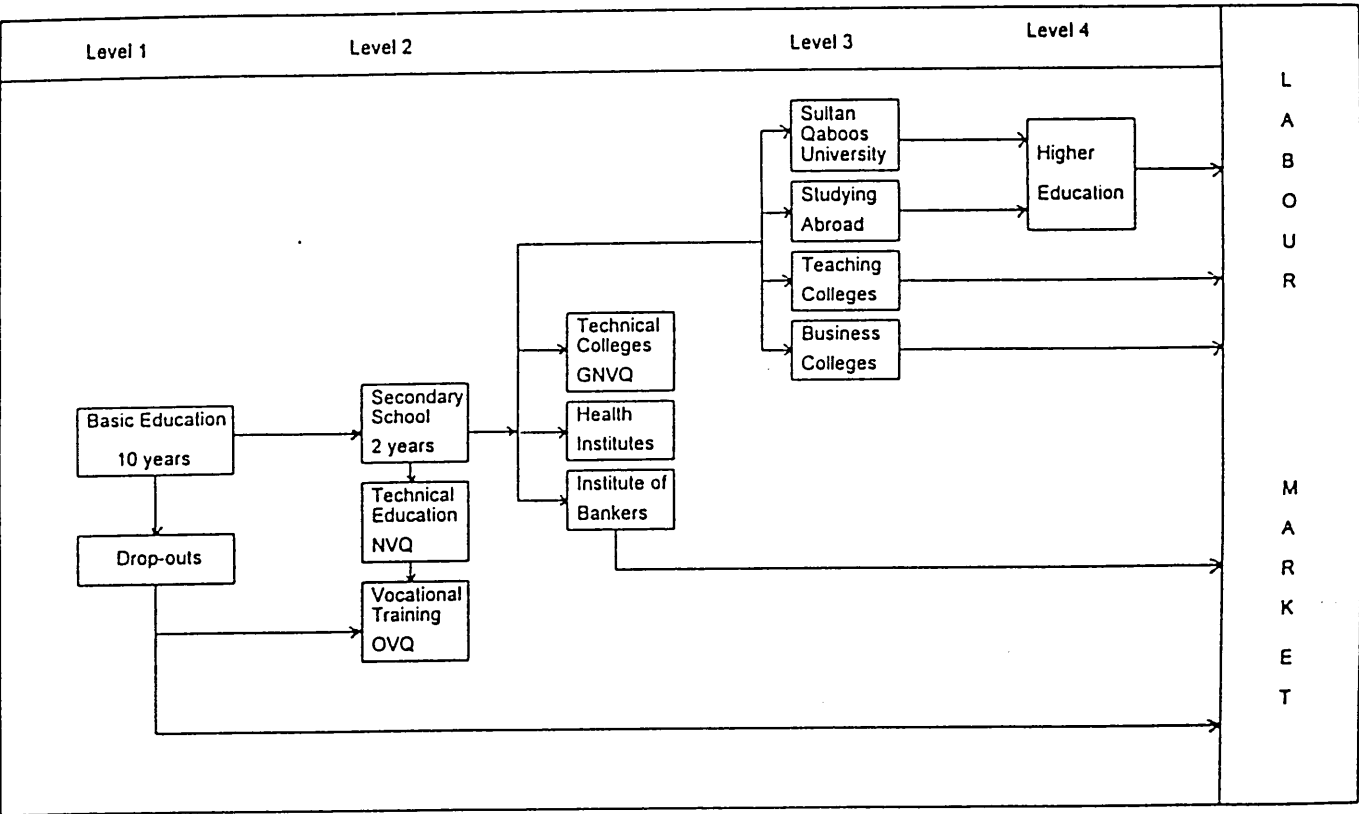 Level 1
Level 2
Level 3
Level 4
Sultan
Qaboos
University
Higher
Education
Studying
Abroad
Teaching
Colleges
Business
Colleges
Technical
Colleges
GNVQ
Health
Institutes
Institute of
Bankers
Secondary
School
2 years
Technical
Education
NVQ
Vocational
Training
OVQ
Basic Education
10 years
Drop-outs
L
A
B
O
U
R
M
A
R
K
E
T